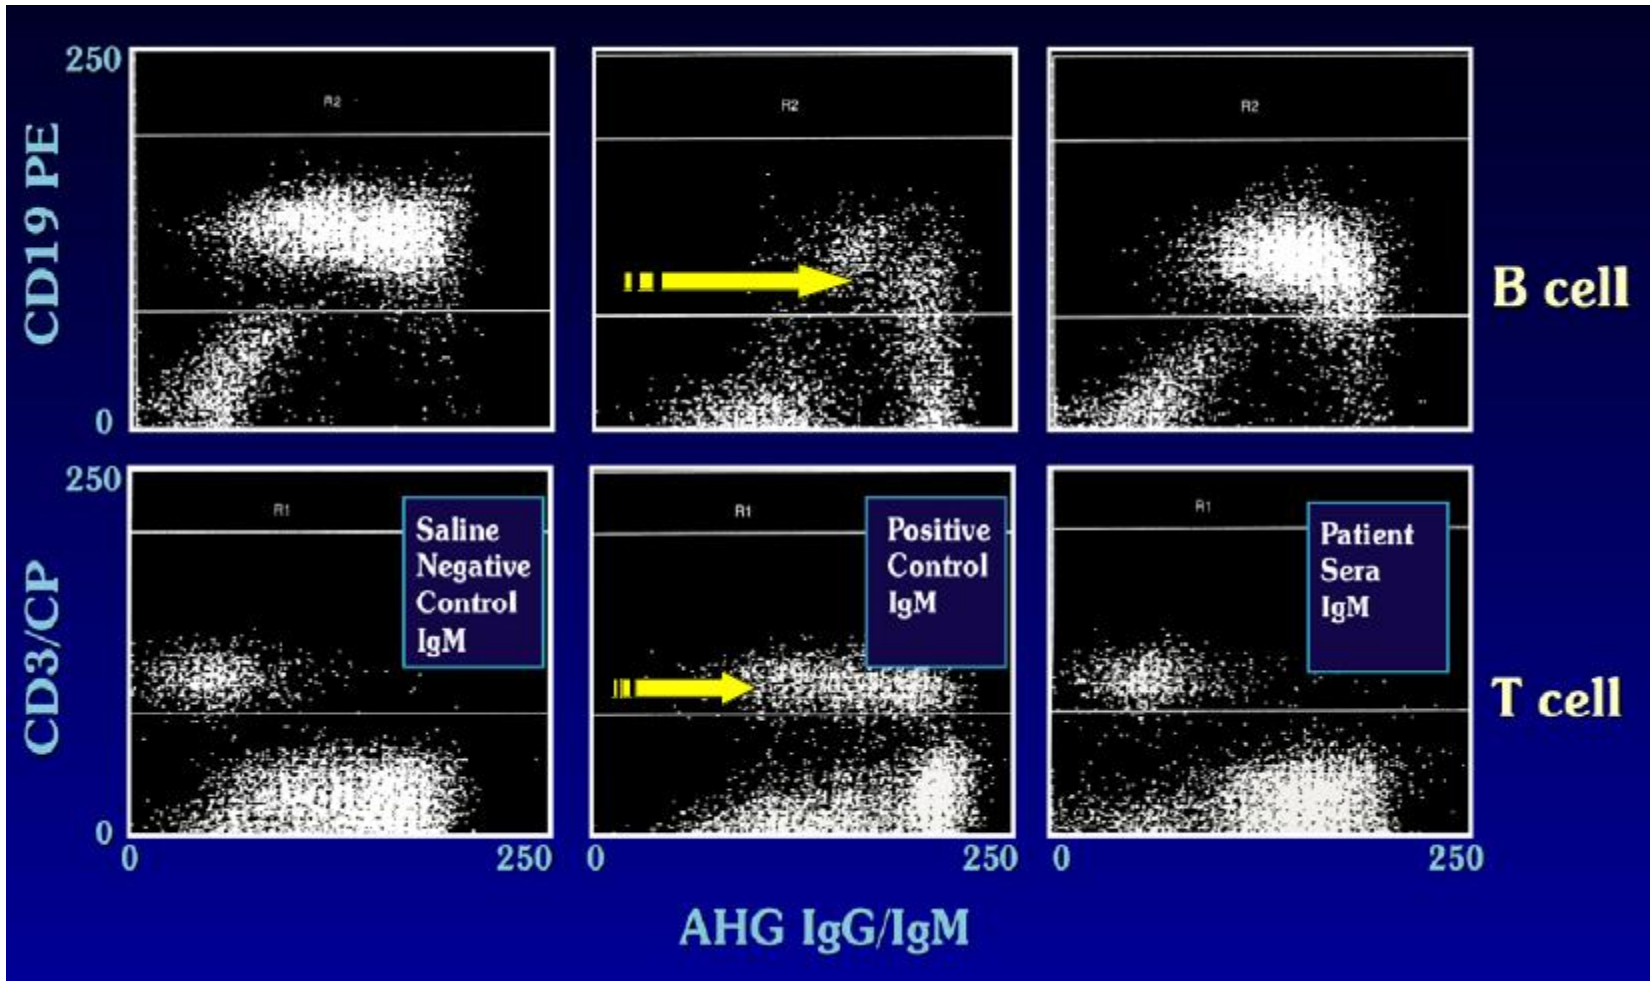 250
CD19 PE
0
R2
R2
R2
B cell
250
CD3/CP
0
R1
Saline
Negative
Control
IgM
R1
Positive
Control
IgM
R1
Patient
Sera
IgM
T cell
0
250
0
250
0
250
AHG IgG/IgM